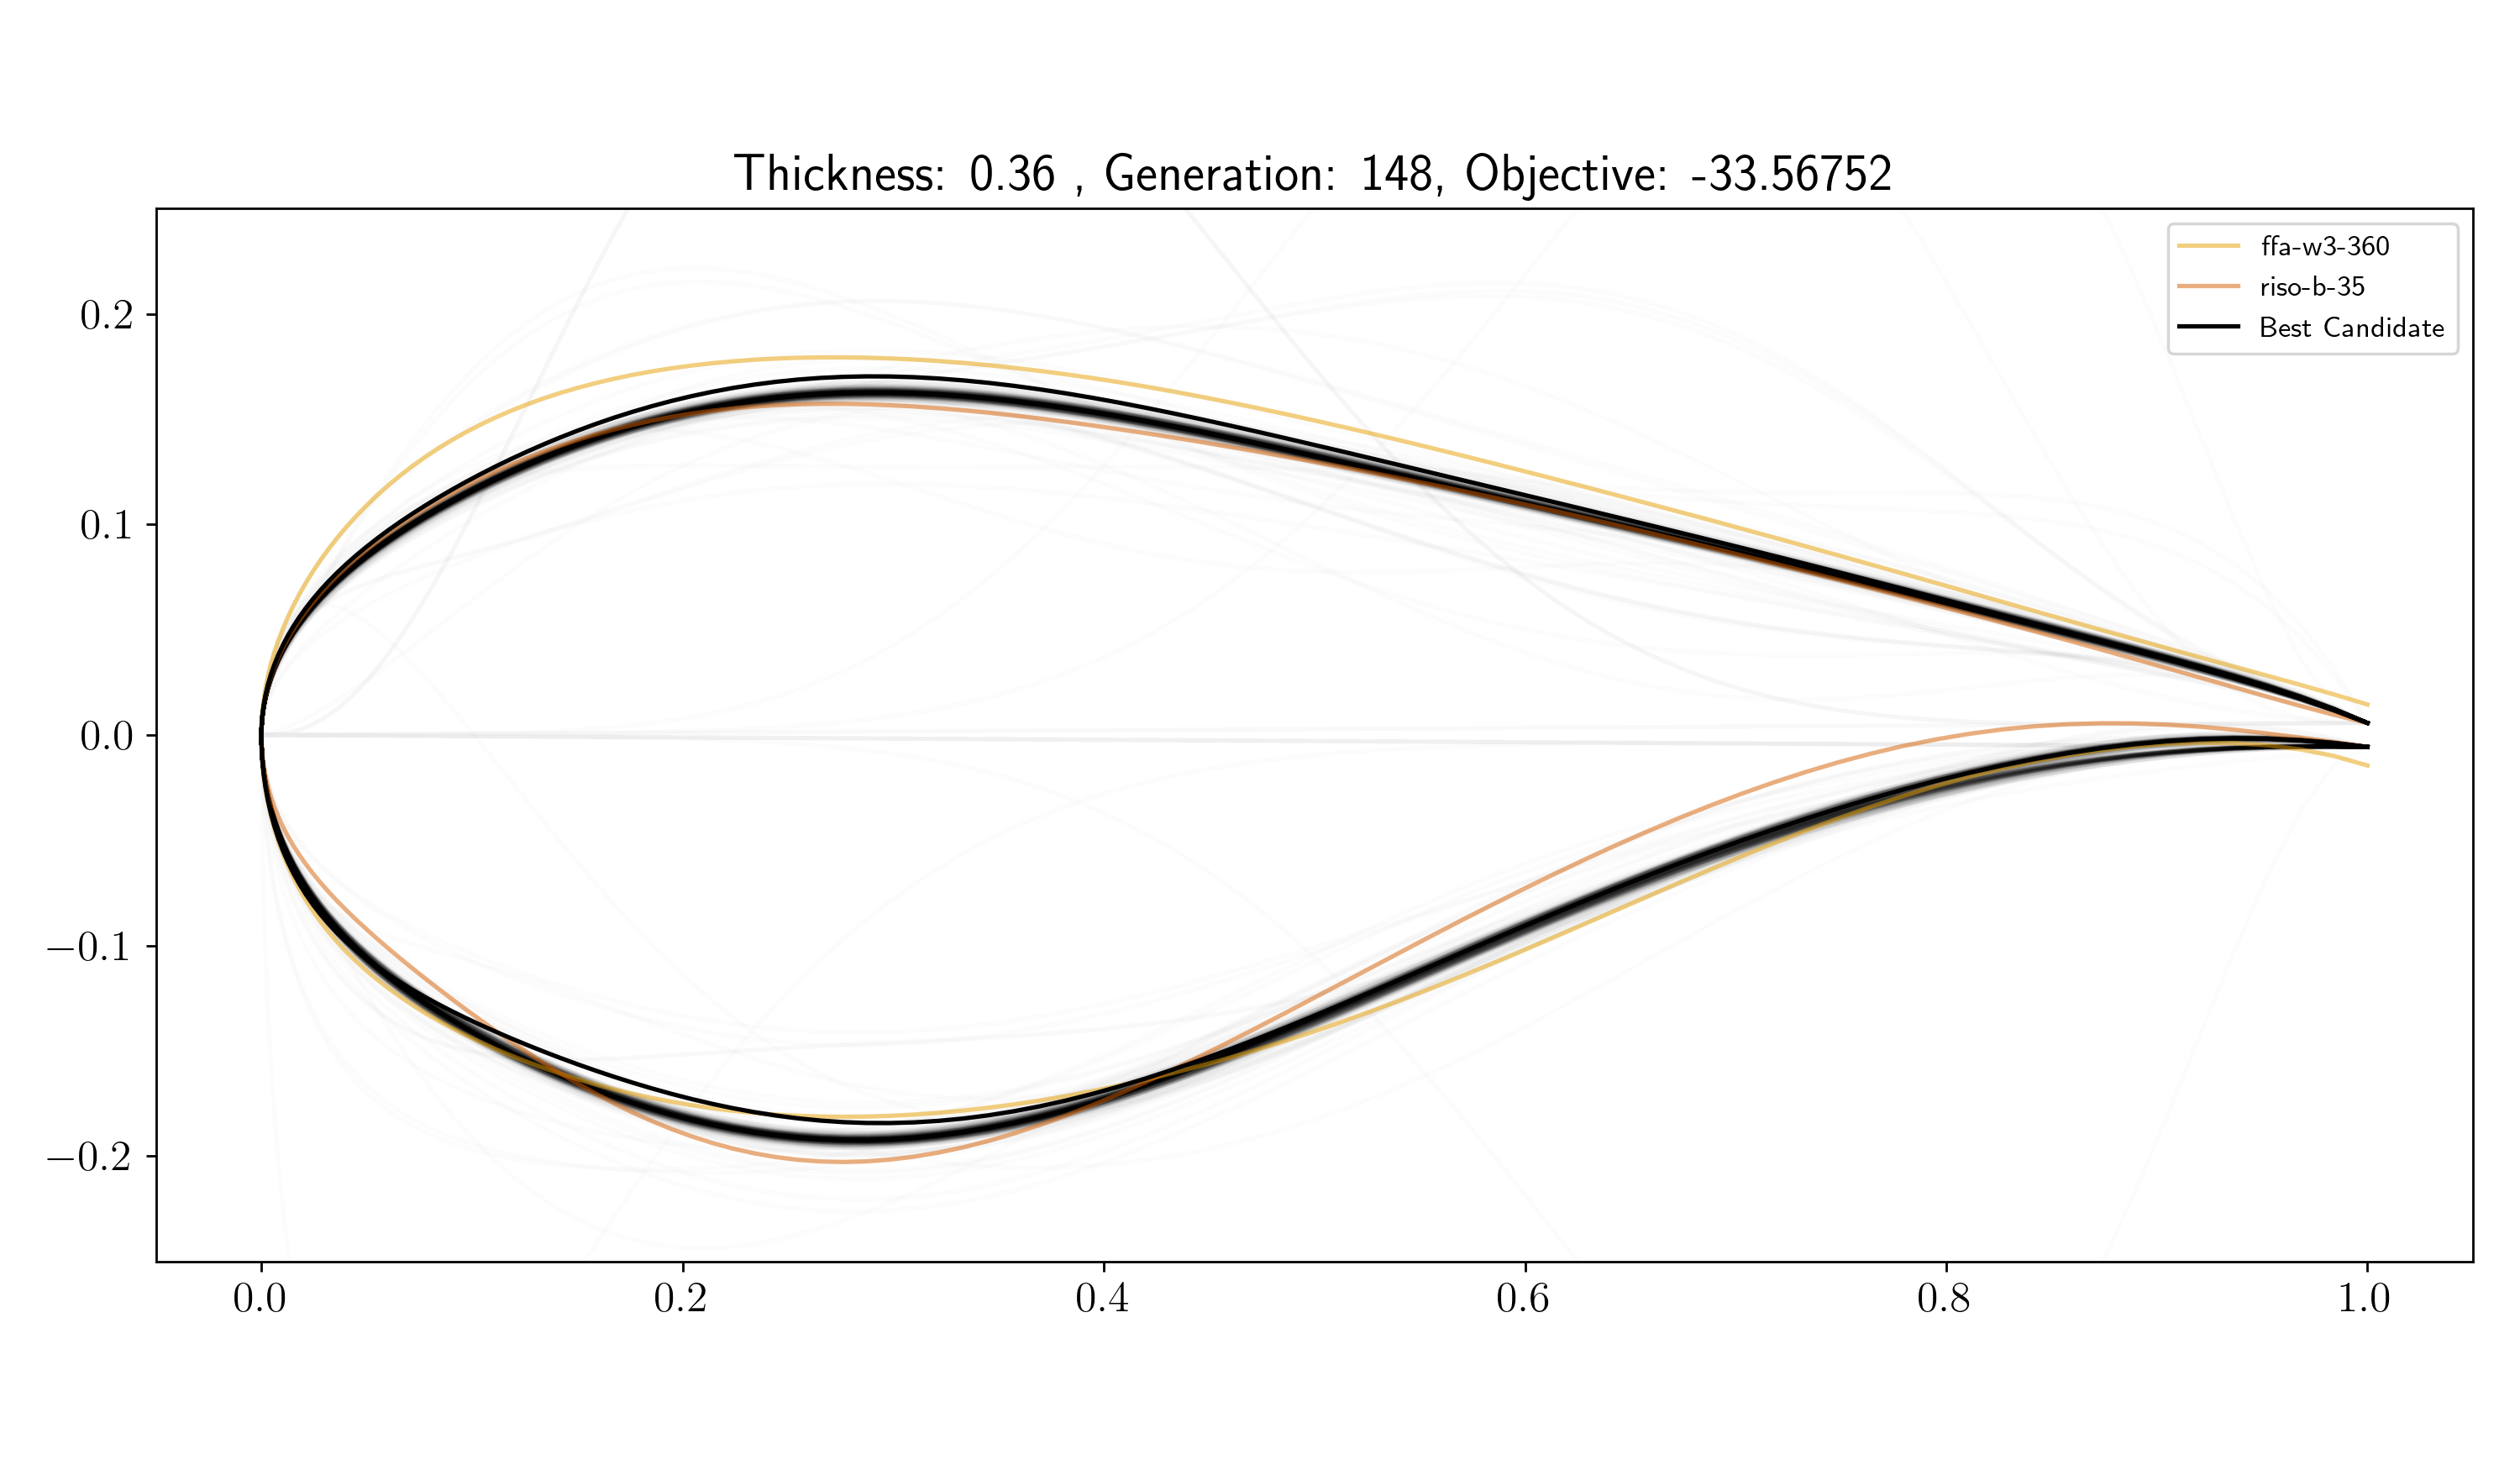 Thickness: 0.36 , Generation: 148, Objective: -33.56752
ffa-w3-360
riso-b-35
Best Candidate
0.2
0.1
0.0
−0.1
−0.2
0.0 0.2 0.4 0.6 0.8 1.0